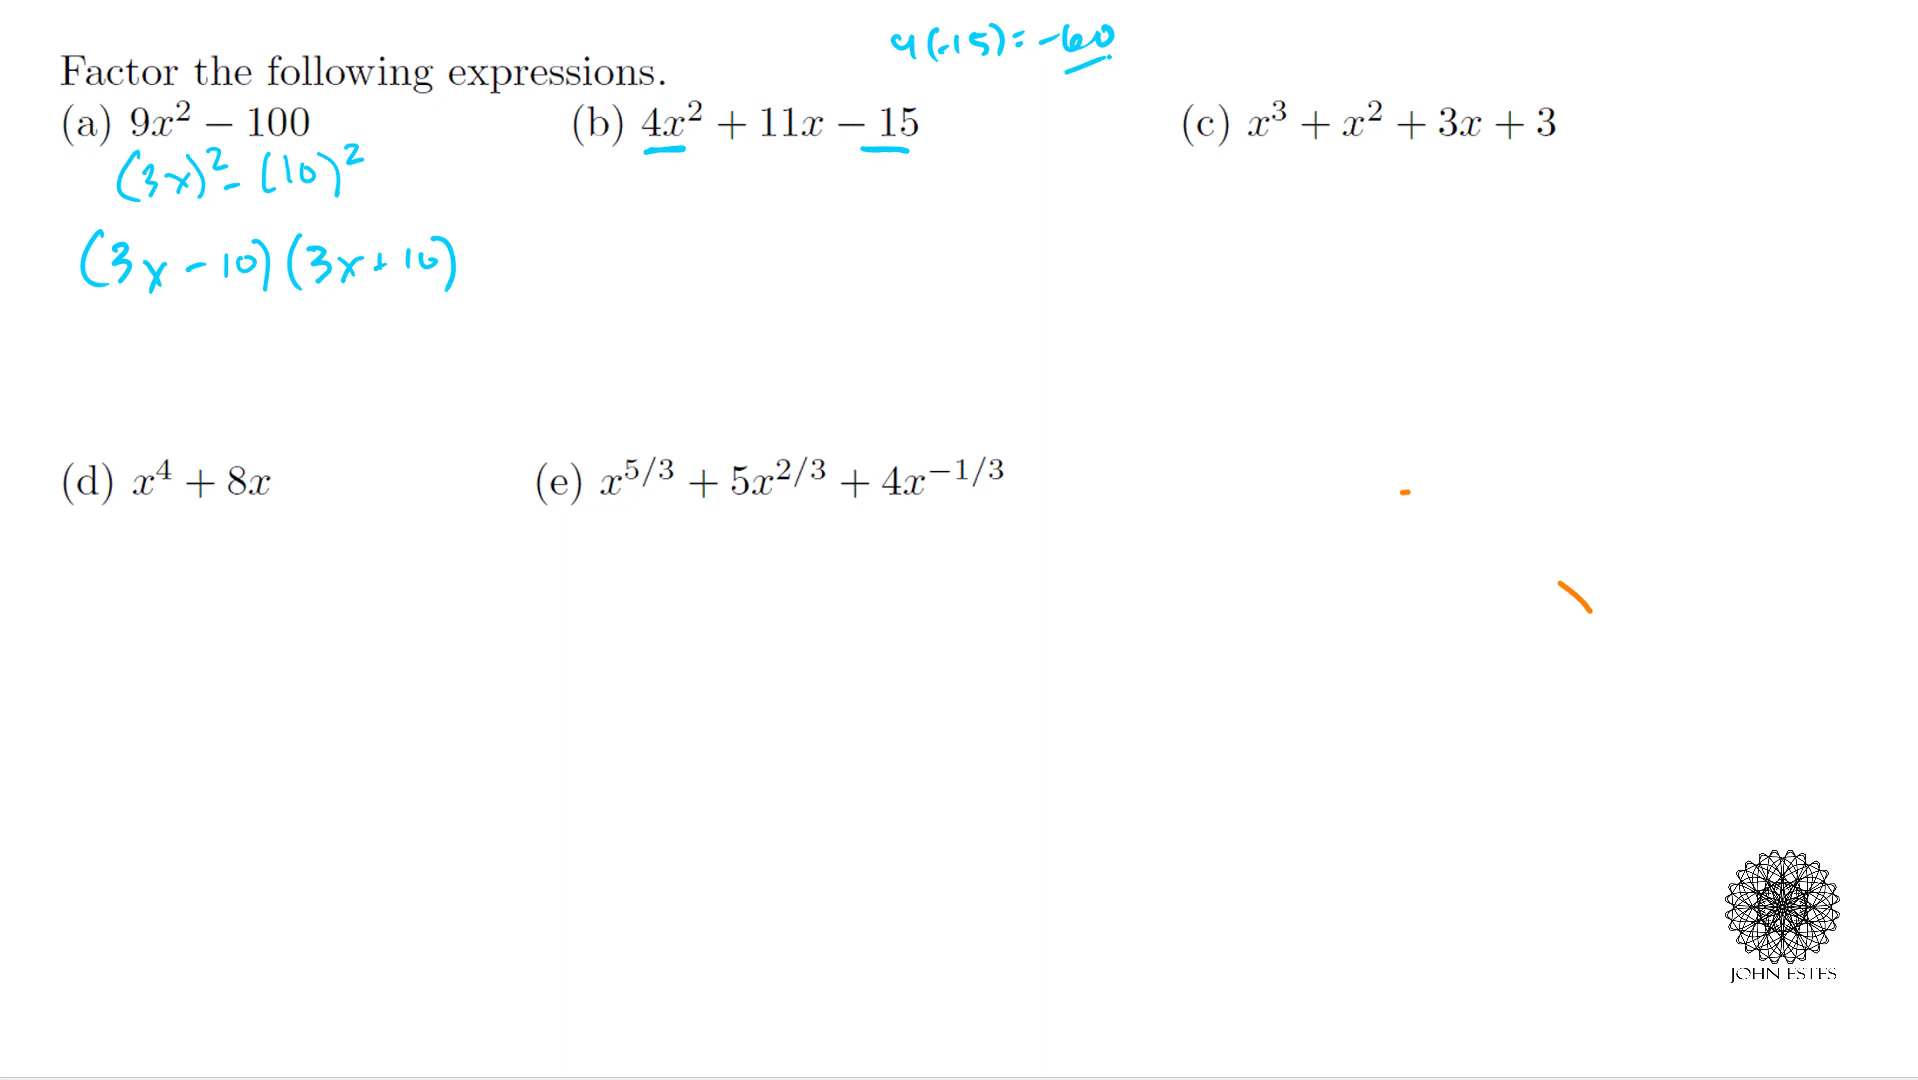 4(-15) = -60
Factor the following expressions.
(a) 9x² − 100
(b) 4x² + 11x − 15
(c) x³ + x² + 3x + 3
(3x)² - (10)²
(3x - 10)(3x + 10)
(d) x⁴ + 8x
(e) x^{5/3} + 5x^{2/3} + 4x^{−1/3}
JOHN ESTES